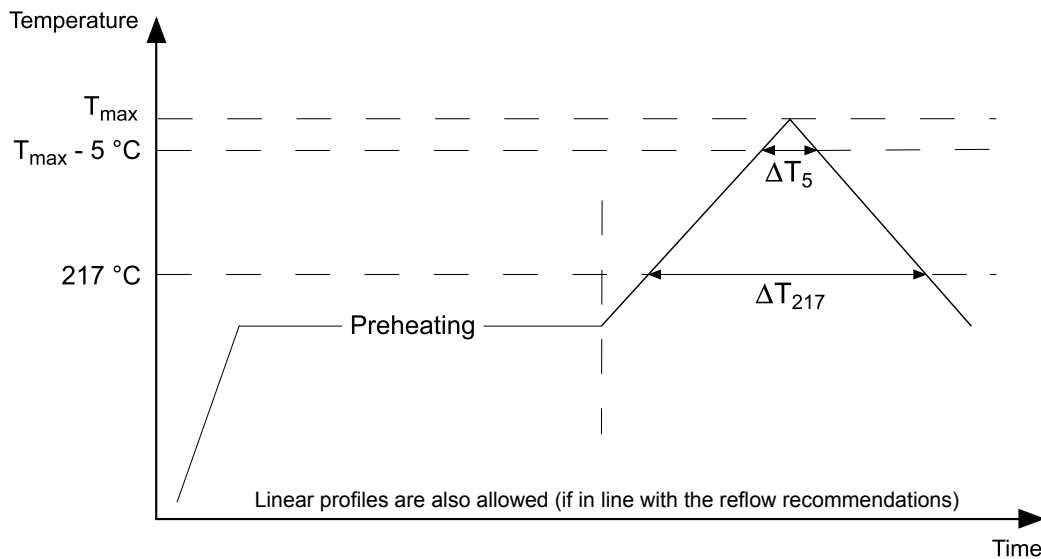 Temperature
Tmax
Tmax - 5 °C
ΔT5
217 °C
ΔT217
Preheating
Linear profiles are also allowed (if in line with the reflow recommendations)
Time